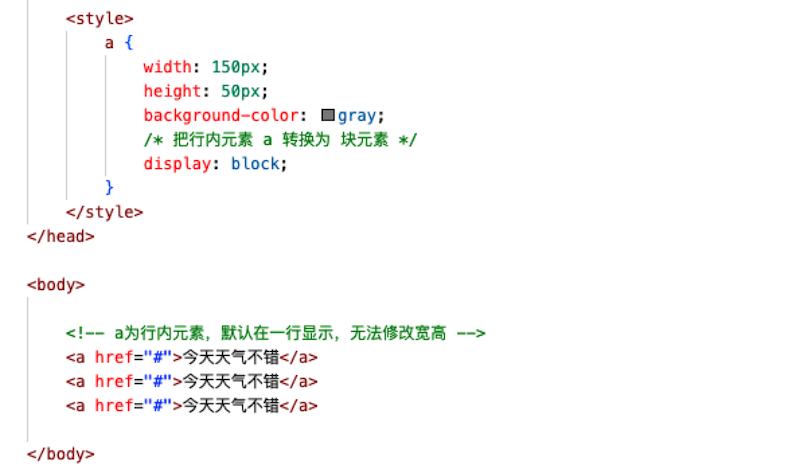 <style>
a {
width: 150px;
height: 50px;
background-color: gray;
/* 把行内元素 a 转换为 块元素 */
display: block;
}
</style>
</head>
<body>
<!-- a为行内元素，默认在一行显示，无法修改宽高 -->
<a href="#">今天天气不错</a>
<a href="#">今天天气不错</a>
<a href="#">今天天气不错</a>
</body>